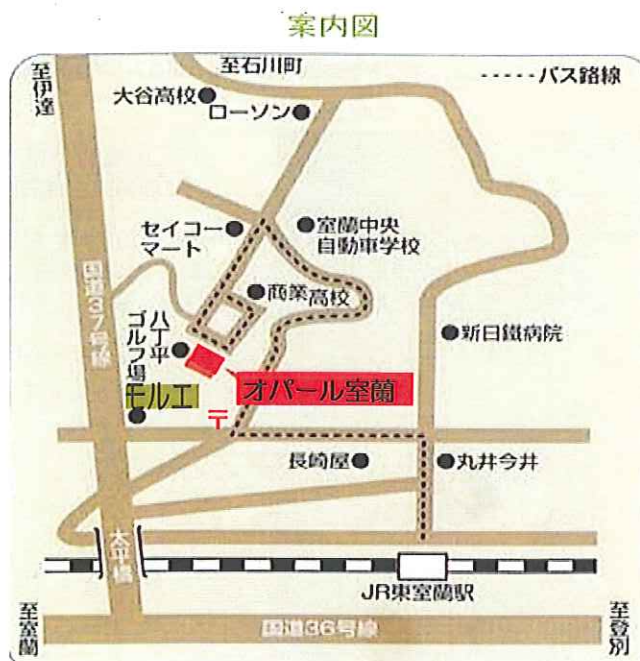 案内図
至伊達
至石川町
バス路線
大谷高校
ローソン
セイコー
マート
室蘭中央
自動車学校
国道37号線
商業高校
八丁平
ゴルフ場
新日鐵病院
オパール室蘭
モルエ
〒
長崎屋
丸井今井
太平橋
JR東室蘭駅
至室蘭
国道36号線
至登別